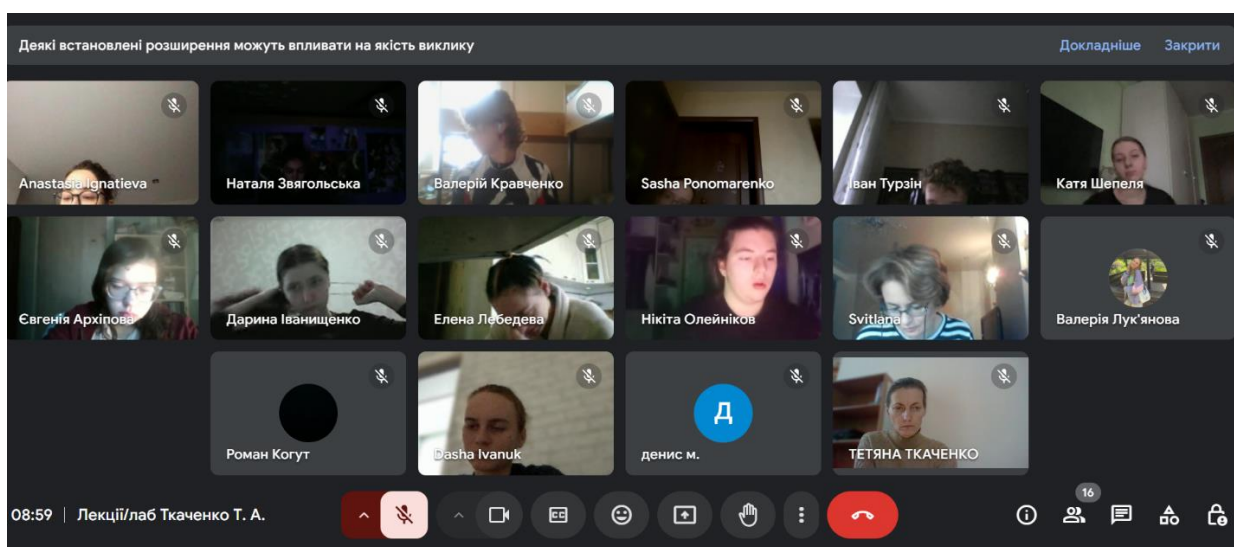 Деякі встановлені розширення можуть впливати на якість виклику
Докладніше Закрити
Anastasia Ignatieva
Наталя Звягольська
Валерій Кравченко
Sasha Ponomarenko
Іван Турзін
Катя Шепеля
Євгенія Архіпова
Дарина Іванищенко
Елена Лебедева
Нікіта Олейніков
Svitlana
Валерія Лук'янова
Роман Когут
Dasha Ivanuk
Д
денис м.
ТЕТЯНА ТКАЧЕНКО
08:59 | Лекції/лаб Ткаченко Т. А.
CC
16